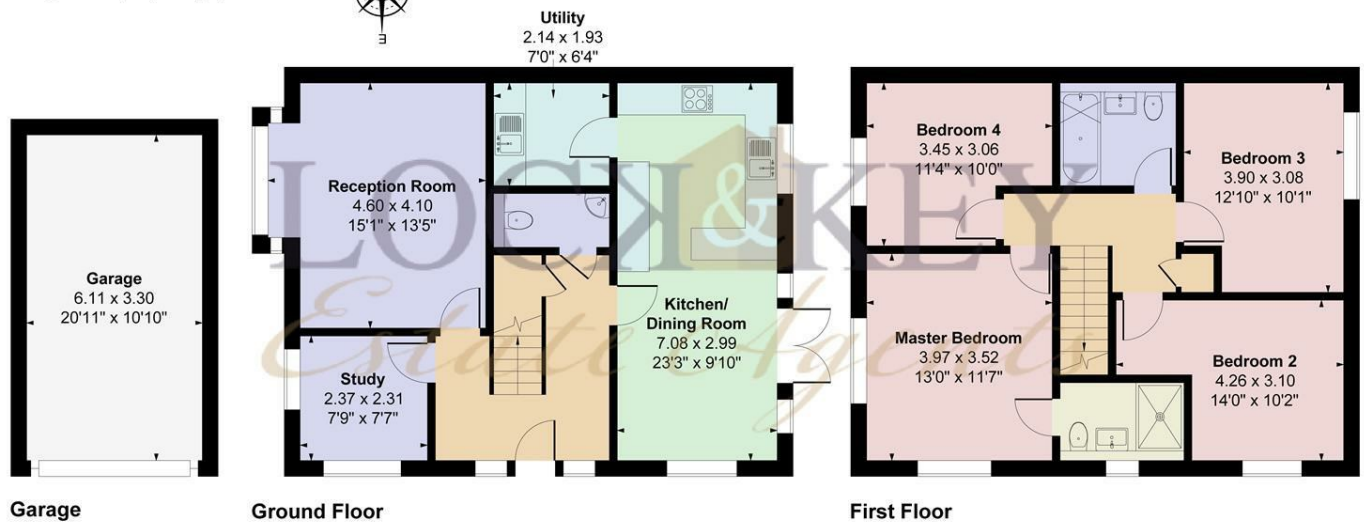 E
Utility
2.14 x 1.93
7'0" x 6'4"
Reception Room
4.60 x 4.10
15'1" x 13'5"
Study
2.37 x 2.31
7'9" x 7'7"
Kitchen/
Dining Room
7.08 x 2.99
23'3" x 9'10"
Garage
6.11 x 3.30
20'11" x 10'10"
Bedroom 4
3.45 x 3.06
11'4" x 10'0"
Bedroom 3
3.90 x 3.08
12'10" x 10'1"
Master Bedroom
3.97 x 3.52
13'0" x 11'7"
Bedroom 2
4.26 x 3.10
14'0" x 10'2"
LOCK & KEY
Estate Agents
Garage
Ground Floor
First Floor